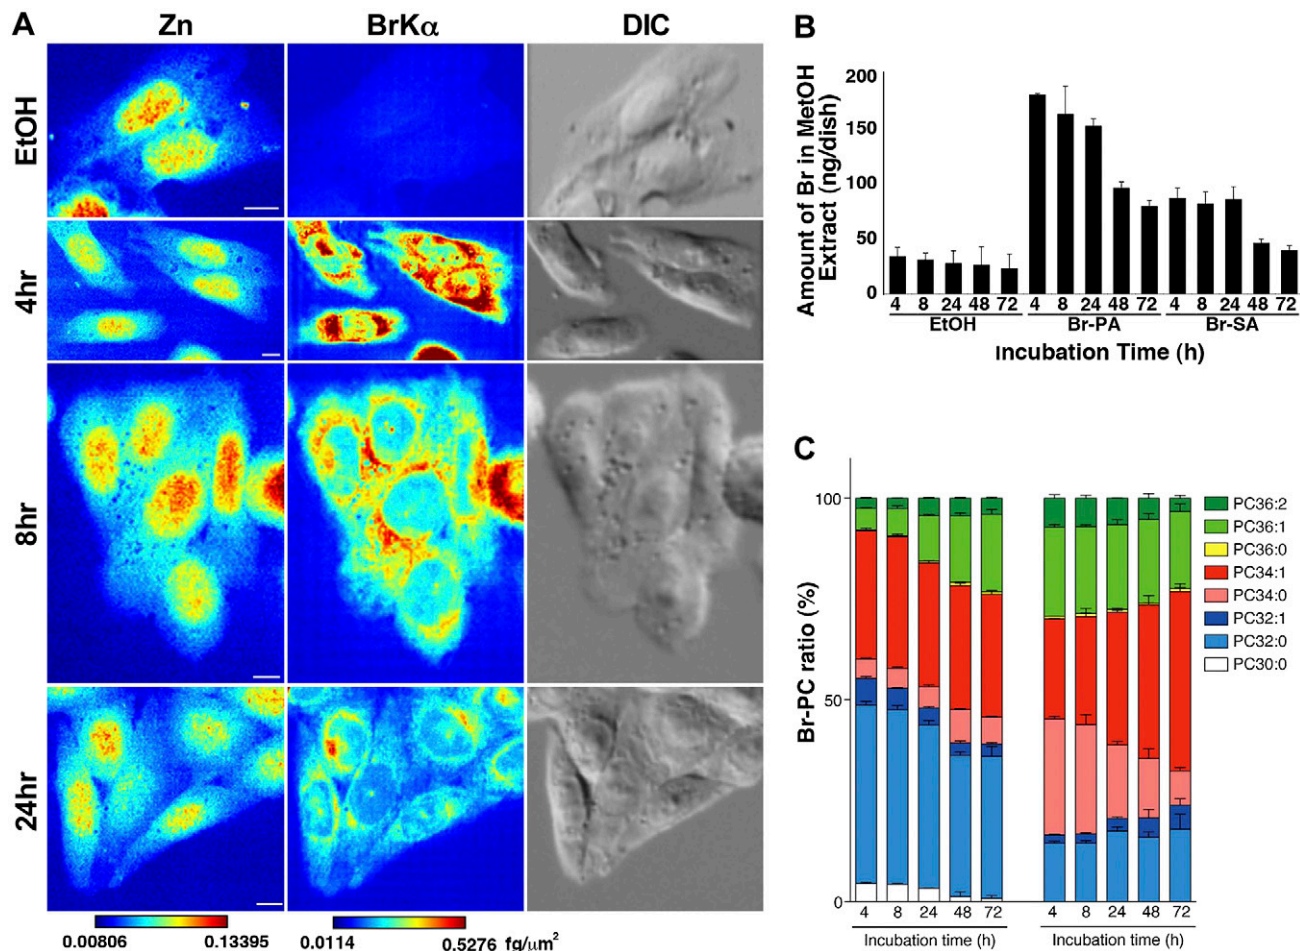 A
Zn
BrKα
DIC
EtOH
4hr
8hr
24hr
0.00806
0.13395
0.0114
0.5276 fg/μm²
B
Amount of Br in MetOH
Extract (ng/dish)
200
150
100
50
0
4 8 24 48 72 4 8 24 48 72 4 8 24 48 72
EtOH Br-PA Br-SA
Incubation Time (h)
C
Br-PC ratio (%)
100
50
0
PC36:2
PC36:1
PC36:0
PC34:1
PC34:0
PC32:1
PC32:0
PC30:0
4 8 24 48 72 4 8 24 48 72
Incubation time (h) Incubation time (h)